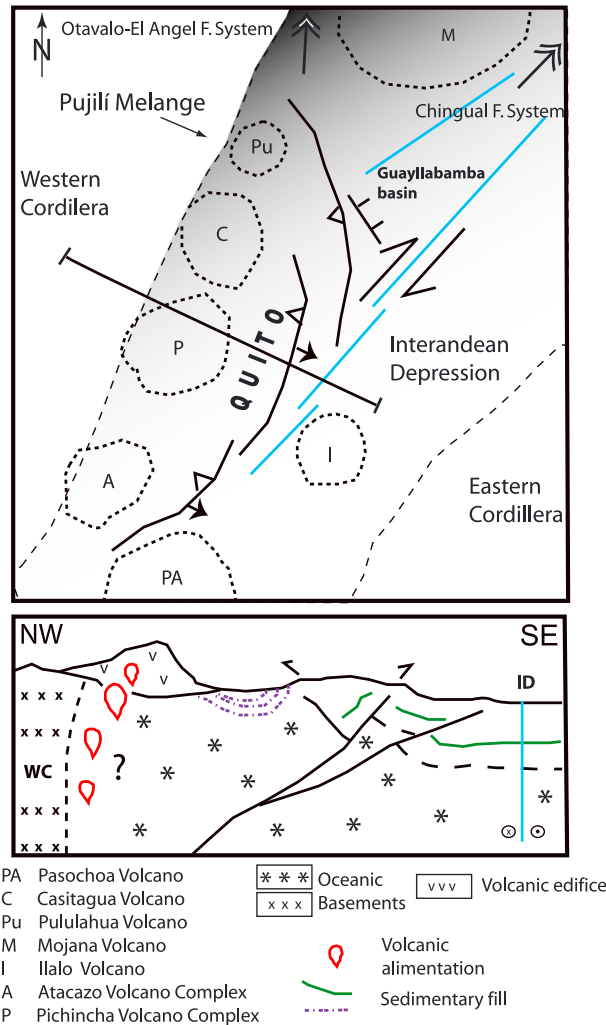 Otavalo-El Angel F. System
N
M
Pujilí Melange
Chingual F. System
Pu
Western
Cordilera
Guayllabamba
basin
C
QUITO
P
Interandean
Depression
I
A
Eastern
Cordillera
PA
NW
SE
v
v
v
ID
x x x
x x x
WC
?
x x x
x x x
x
PA Pasochoa Volcano
C Casitagua Volcano
Pu Pululahua Volcano
M Mojana Volcano
I Ilalo Volcano
A Atacazo Volcano Complex
P Pichincha Volcano Complex
* * * Oceanic
x x x Basements
v v v Volcanic edifice
Volcanic
alimentation
Sedimentary fill